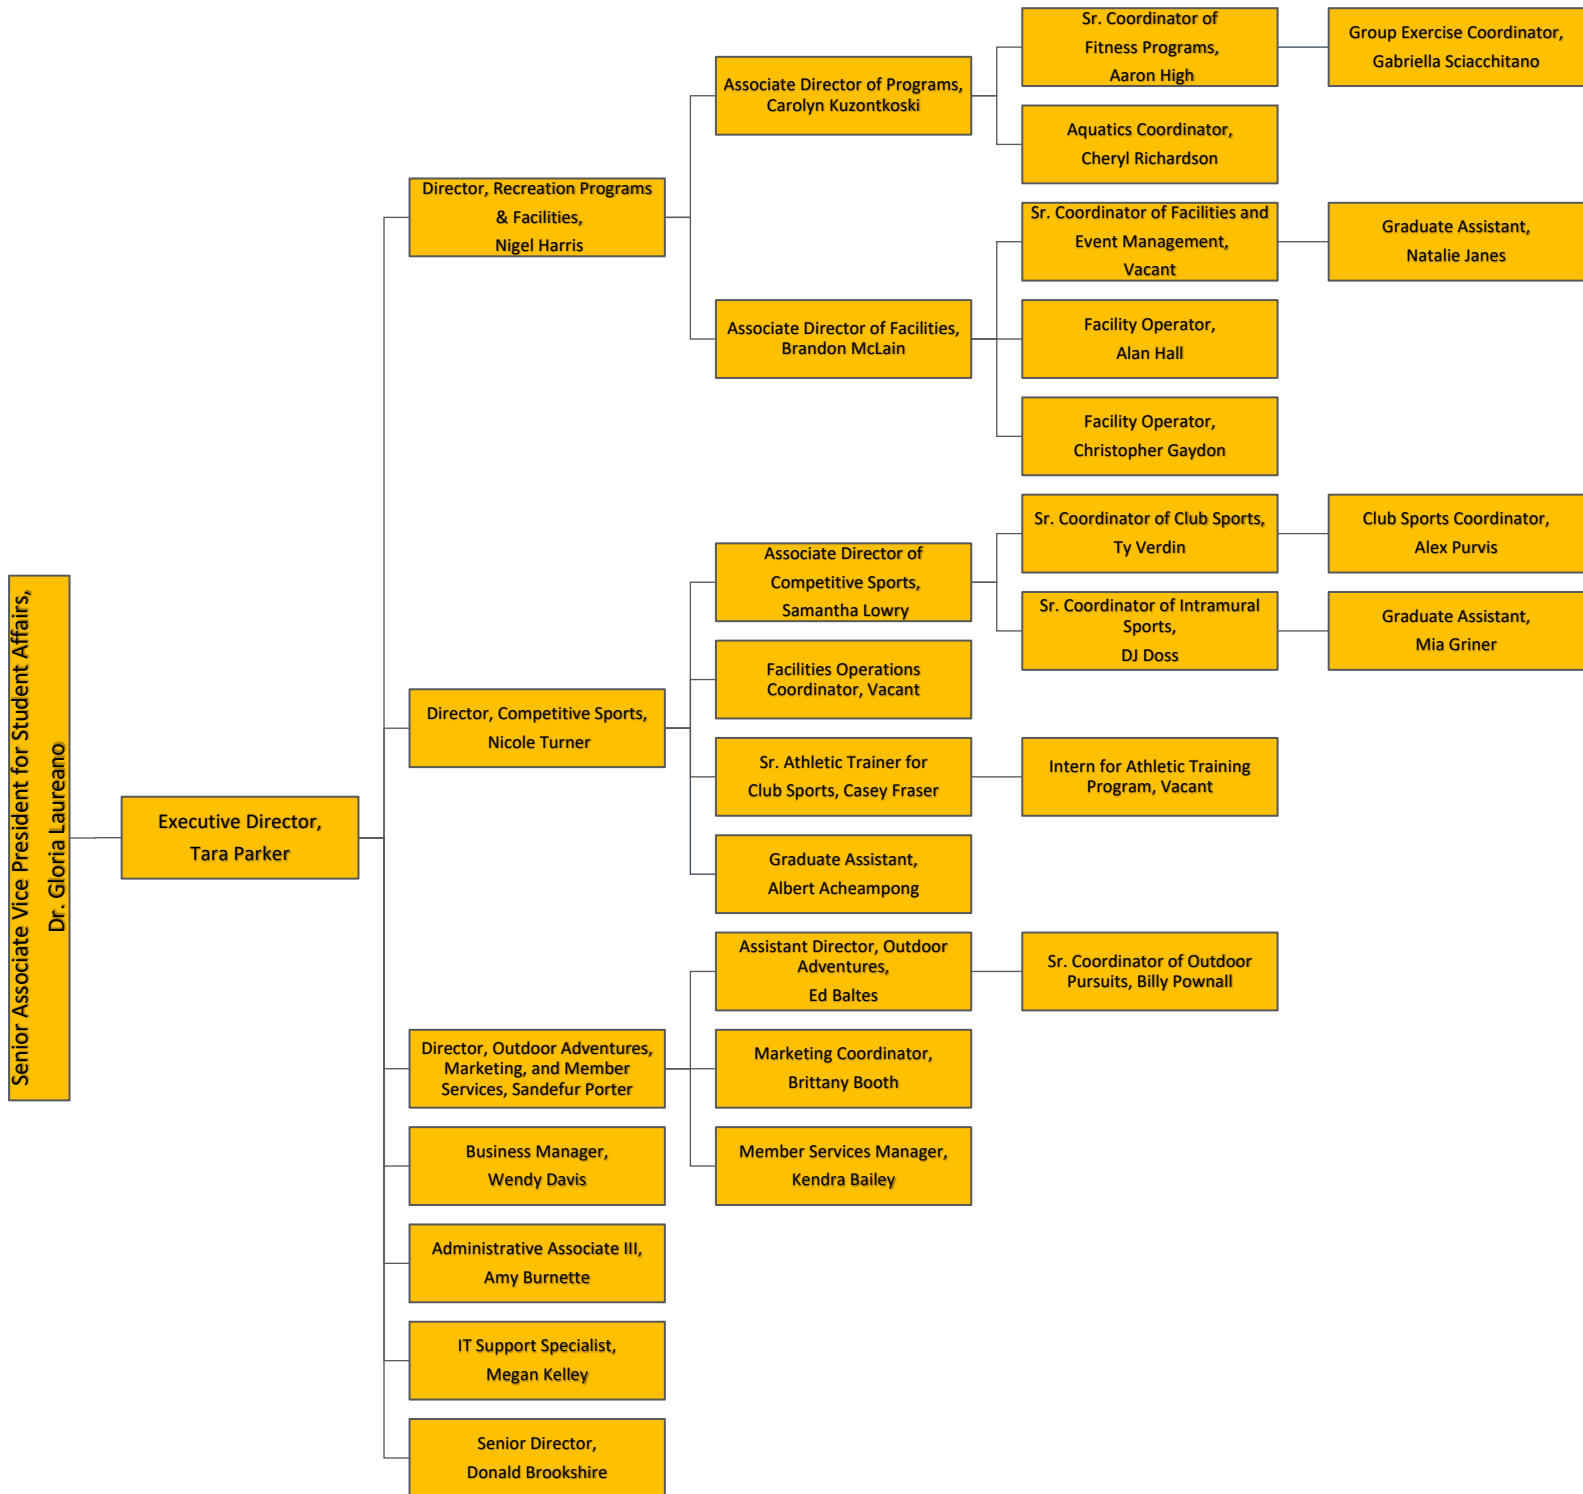 Senior Associate Vice President for Student Affairs,
Dr. Gloria Laureano
Executive Director,
Tara Parker
Director, Recreation Programs
& Facilities,
Nigel Harris
Associate Director of Programs,
Carolyn Kuzontkoski
Sr. Coordinator of
Fitness Programs,
Aaron High
Group Exercise Coordinator,
Gabriella Sciacchitano
Aquatics Coordinator,
Cheryl Richardson
Associate Director of Facilities,
Brandon McLain
Sr. Coordinator of Facilities and
Event Management,
Vacant
Graduate Assistant,
Natalie Janes
Facility Operator,
Alan Hall
Facility Operator,
Christopher Gaydon
Director, Competitive Sports,
Nicole Turner
Associate Director of
Competitive Sports,
Samantha Lowry
Sr. Coordinator of Club Sports,
Ty Verdin
Club Sports Coordinator,
Alex Purvis
Sr. Coordinator of Intramural
Sports,
DJ Doss
Graduate Assistant,
Mia Griner
Facilities Operations
Coordinator, Vacant
Sr. Athletic Trainer for
Club Sports, Casey Fraser
Intern for Athletic Training
Program, Vacant
Graduate Assistant,
Albert Acheampong
Director, Outdoor Adventures,
Marketing, and Member
Services, Sandefur Porter
Assistant Director, Outdoor
Adventures,
Ed Baltes
Sr. Coordinator of Outdoor
Pursuits, Billy Pownall
Marketing Coordinator,
Brittany Booth
Member Services Manager,
Kendra Bailey
Business Manager,
Wendy Davis
Administrative Associate III,
Amy Burnette
IT Support Specialist,
Megan Kelley
Senior Director,
Donald Brookshire